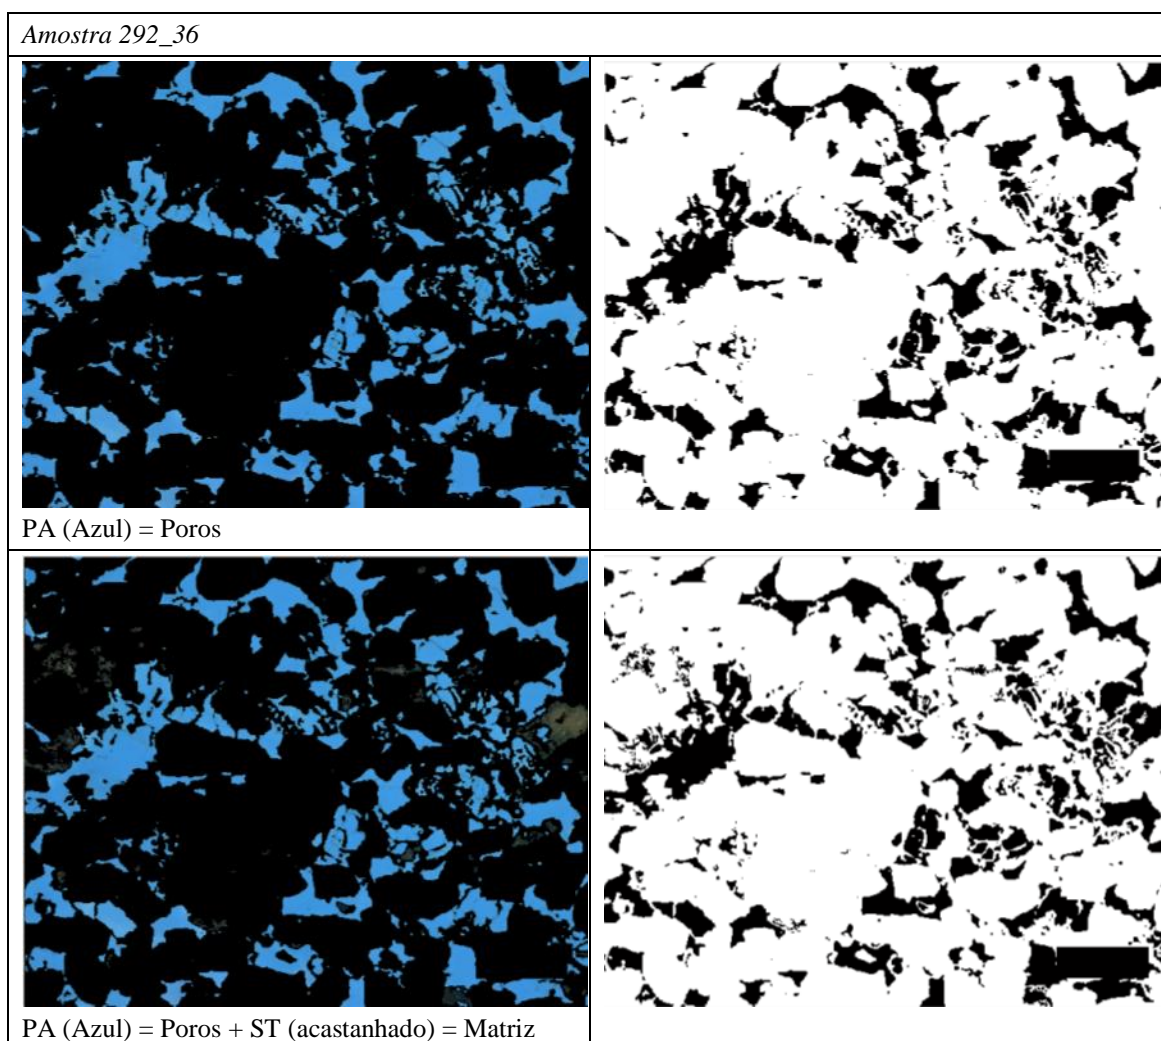 Amostra 292_36
PA (Azul) = Poros
PA (Azul) = Poros + ST (acastanhado) = Matriz